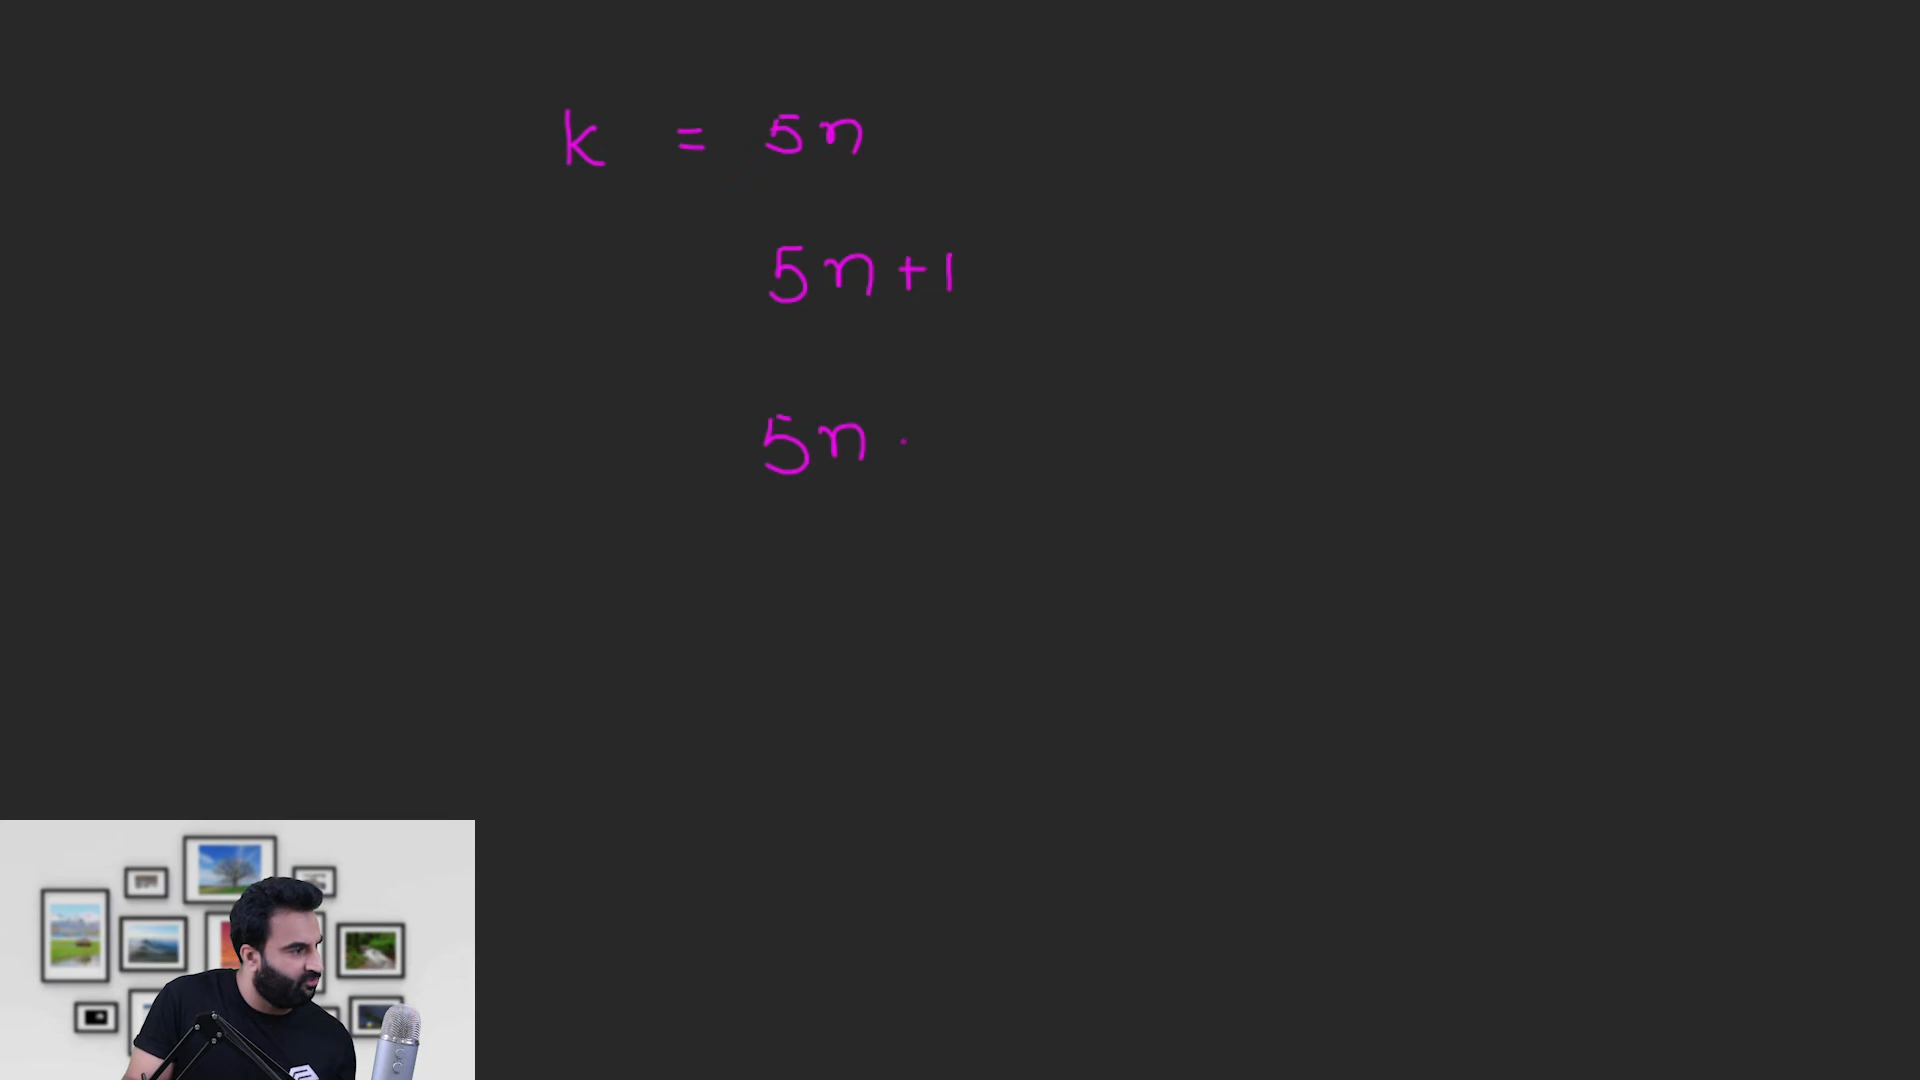 k = 5n
5n+1
5n ·